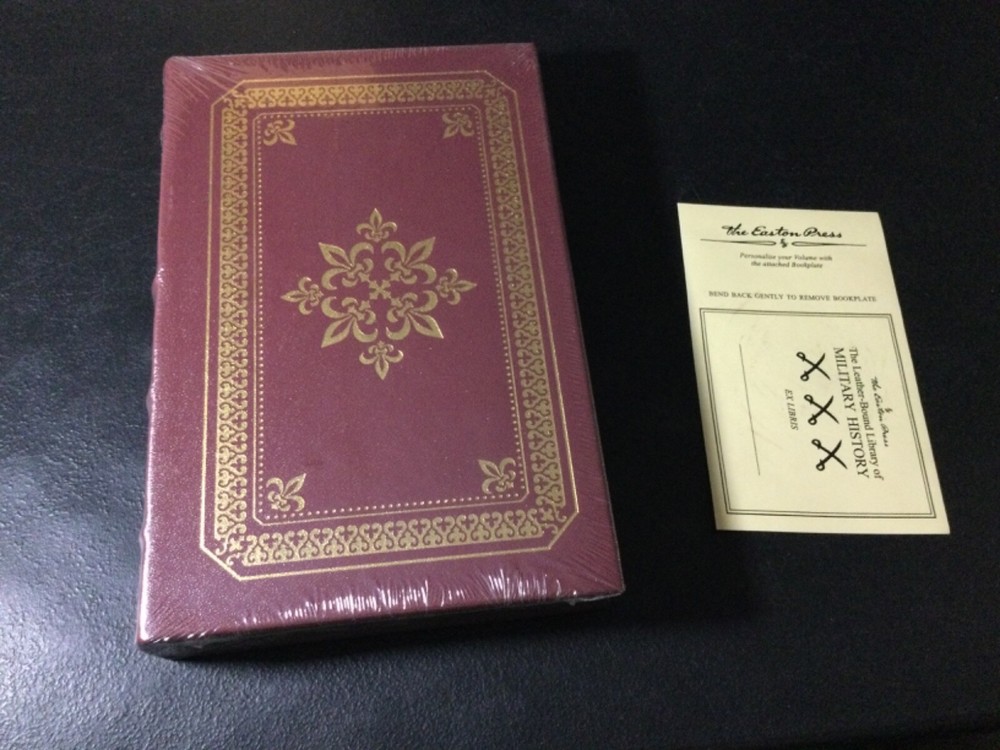 The Easton Press
Personalize your Volume with
the attached Bookplate
BEND BACK GENTLY TO REMOVE BOOKPLATE
The Easton Press
The Leather-Bound Library of
MILITARY HISTORY
EX LIBRIS